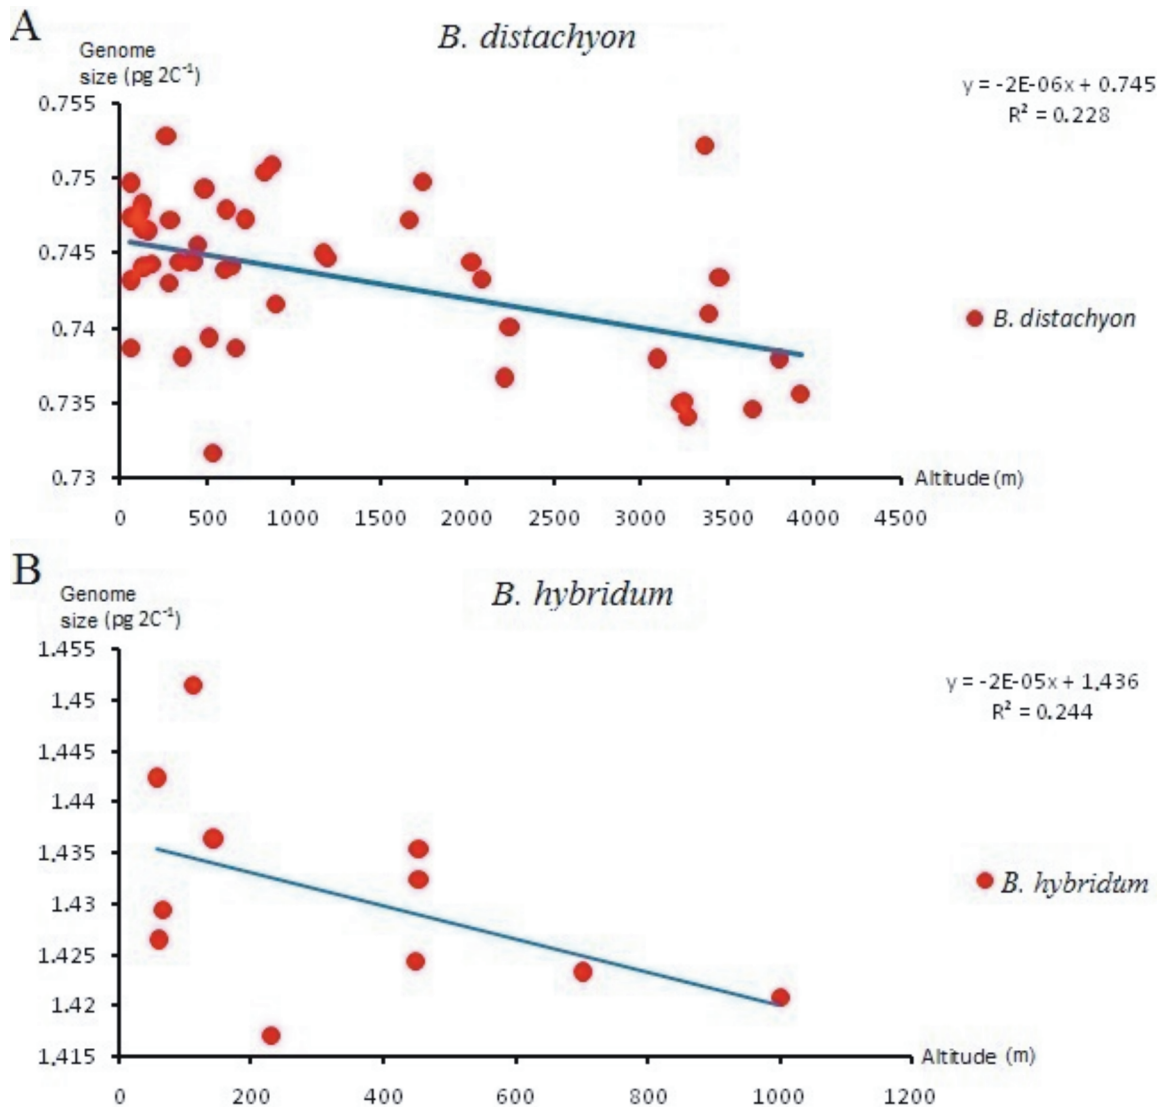 A
B. distachyon
Genome
size (pg 2C⁻¹)
y = -2E-06x + 0.745
R² = 0.228
0.755
0.75
0.745
0.74
0.735
0.73
B. distachyon
Altitude (m)
0 500 1000 1500 2000 2500 3000 3500 4000 4500
B
B. hybridum
Genome
size (pg 2C⁻¹)
y = -2E-05x + 1,436
R² = 0.244
1,455
1,45
1,445
1,44
1,435
1,43
1,425
1,42
1,415
B. hybridum
Altitude (m)
0 200 400 600 800 1000 1200